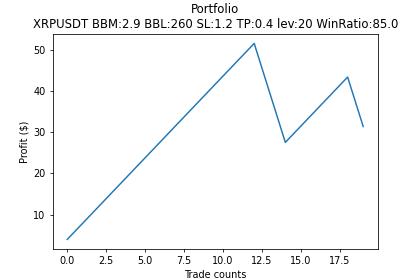 Portfolio
XRPUSDT BBM:2.9 BBL:260 SL:1.2 TP:0.4 lev:20 WinRatio:85.0
50
40
30
20
10
Profit ($)
0.0 2.5 5.0 7.5 10.0 12.5 15.0 17.5
Trade counts